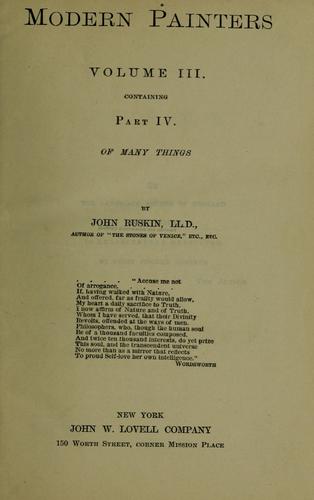 MODERN PAINTERS
VOLUME III.
CONTAINING
PART IV.
OF MANY THINGS
BY
JOHN RUSKIN, LL.D.,
AUTHOR OF "THE STONES OF VENICE," ETC., ETC.
. . . . . "Accuse me not
Of arrogance, . . . .
If, having walked with Nature,
And offered, far as frailty would allow,
My heart a daily sacrifice to Truth,
I now affirm of Nature and of Truth,
Whom I have served, that their Divinity
Revolts, offended at the ways of men,
Philosophers, who, though the human soul
Be of a thousand faculties composed,
And twice ten thousand interests, do yet prize
This soul, and the transcendent universe
No more than as a mirror that reflects
To proud Self-love her own intelligence."
WORDSWORTH
NEW YORK
JOHN W. LOVELL COMPANY
150 WORTH STREET, CORNER MISSION PLACE